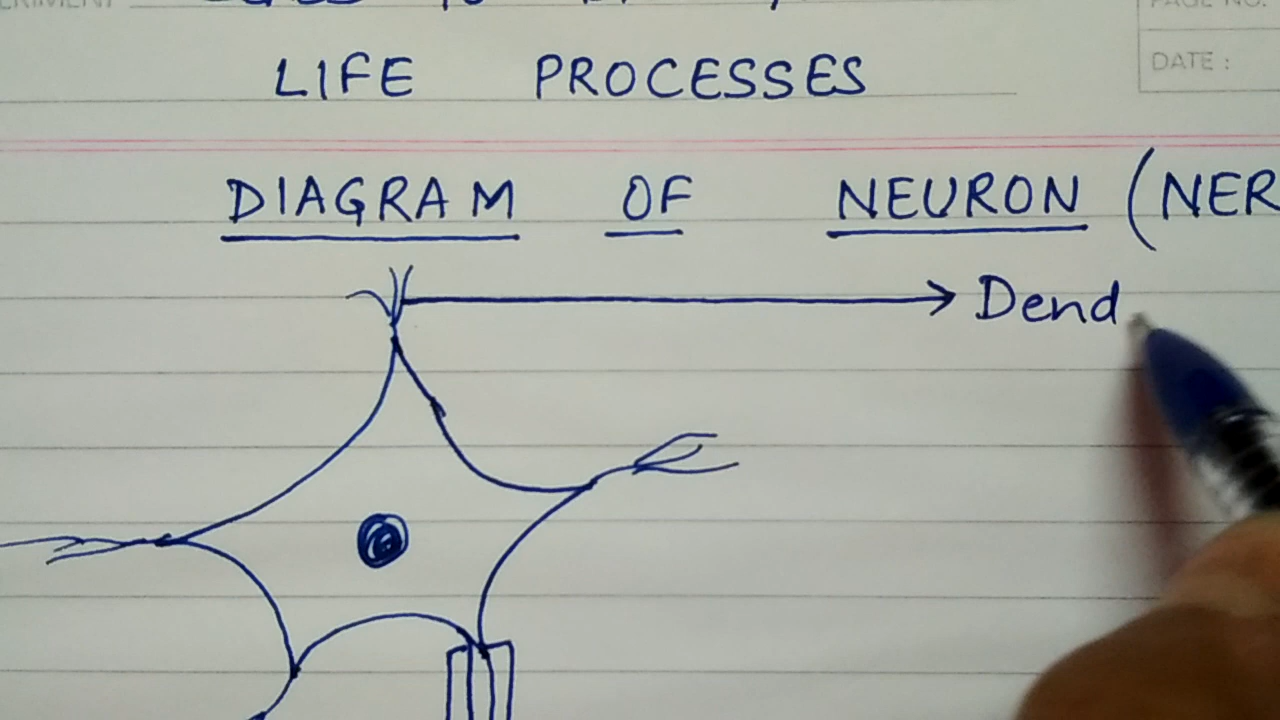 LIFE PROCESSES
DATE :
DIAGRAM OF NEURON (NER
Dend